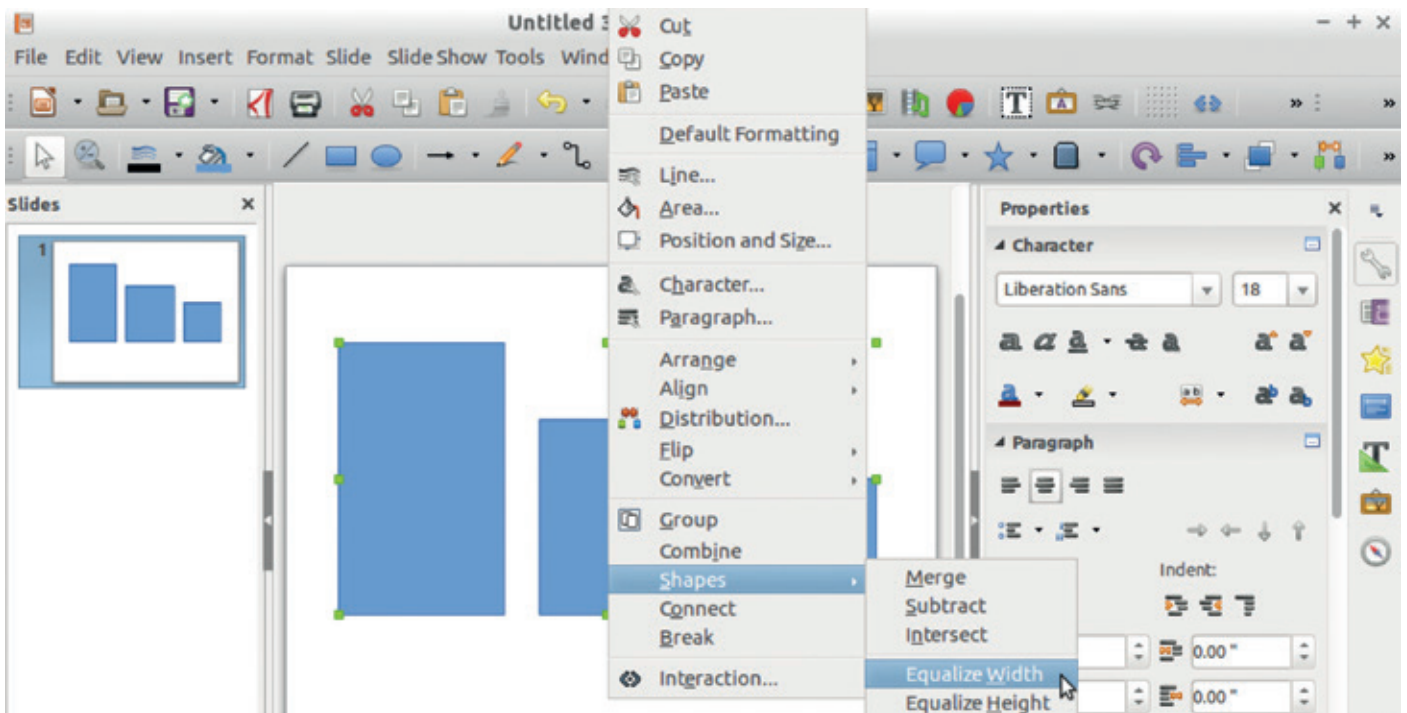 Untitled 3
File Edit View Insert Format Slide Slide Show Tools Wind
Slides
1
Cut
Copy
Paste
Default Formatting
Line...
Area...
Position and Size...
Character...
Paragraph...
Arrange
Align
Distribution...
Flip
Convert
Group
Combine
Shapes
Connect
Break
Interaction...
Merge
Subtract
Intersect
Equalize Width
Equalize Height
Properties
Character
Liberation Sans 18
Paragraph
Indent:
0.00 "
0.00 "